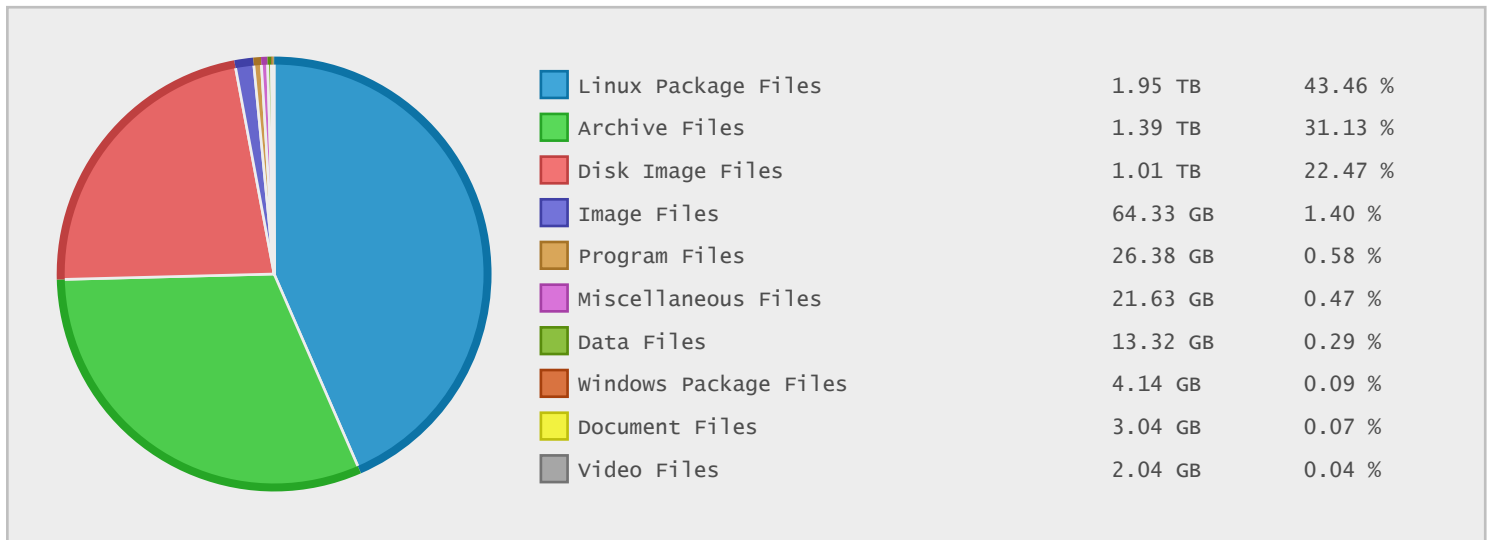 Linux Package Files 1.95 TB 43.46 %
Archive Files 1.39 TB 31.13 %
Disk Image Files 1.01 TB 22.47 %
Image Files 64.33 GB 1.40 %
Program Files 26.38 GB 0.58 %
Miscellaneous Files 21.63 GB 0.47 %
Data Files 13.32 GB 0.29 %
Windows Package Files 4.14 GB 0.09 %
Document Files 3.04 GB 0.07 %
Video Files 2.04 GB 0.04 %